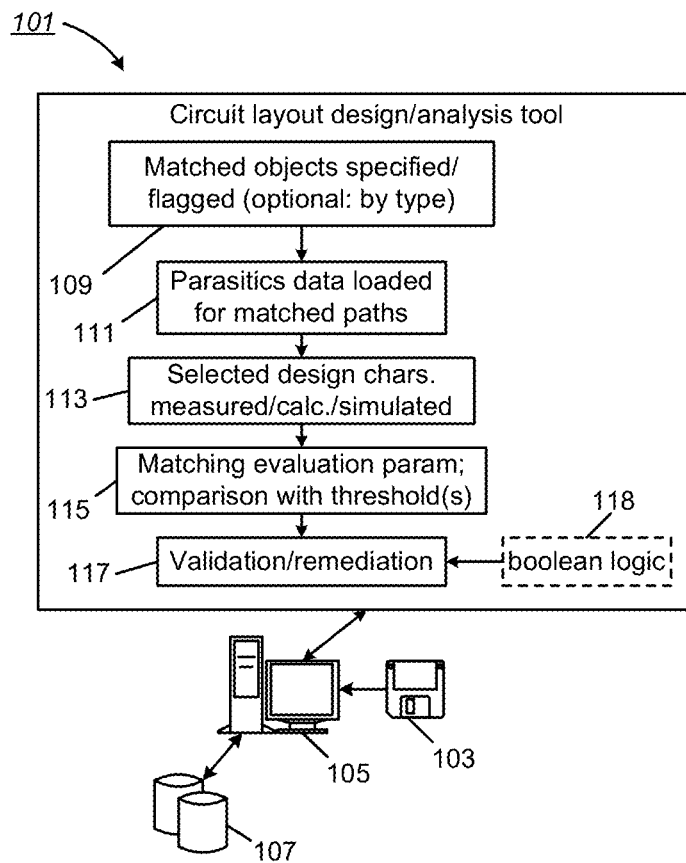 101
Circuit layout design/analysis tool
Matched objects specified/
flagged (optional: by type)
109
Parasitics data loaded
for matched paths
111
Selected design chars.
measured/calc./simulated
113
Matching evaluation param;
comparison with threshold(s)
115
118
Validation/remediation
117
boolean logic
105
103
107